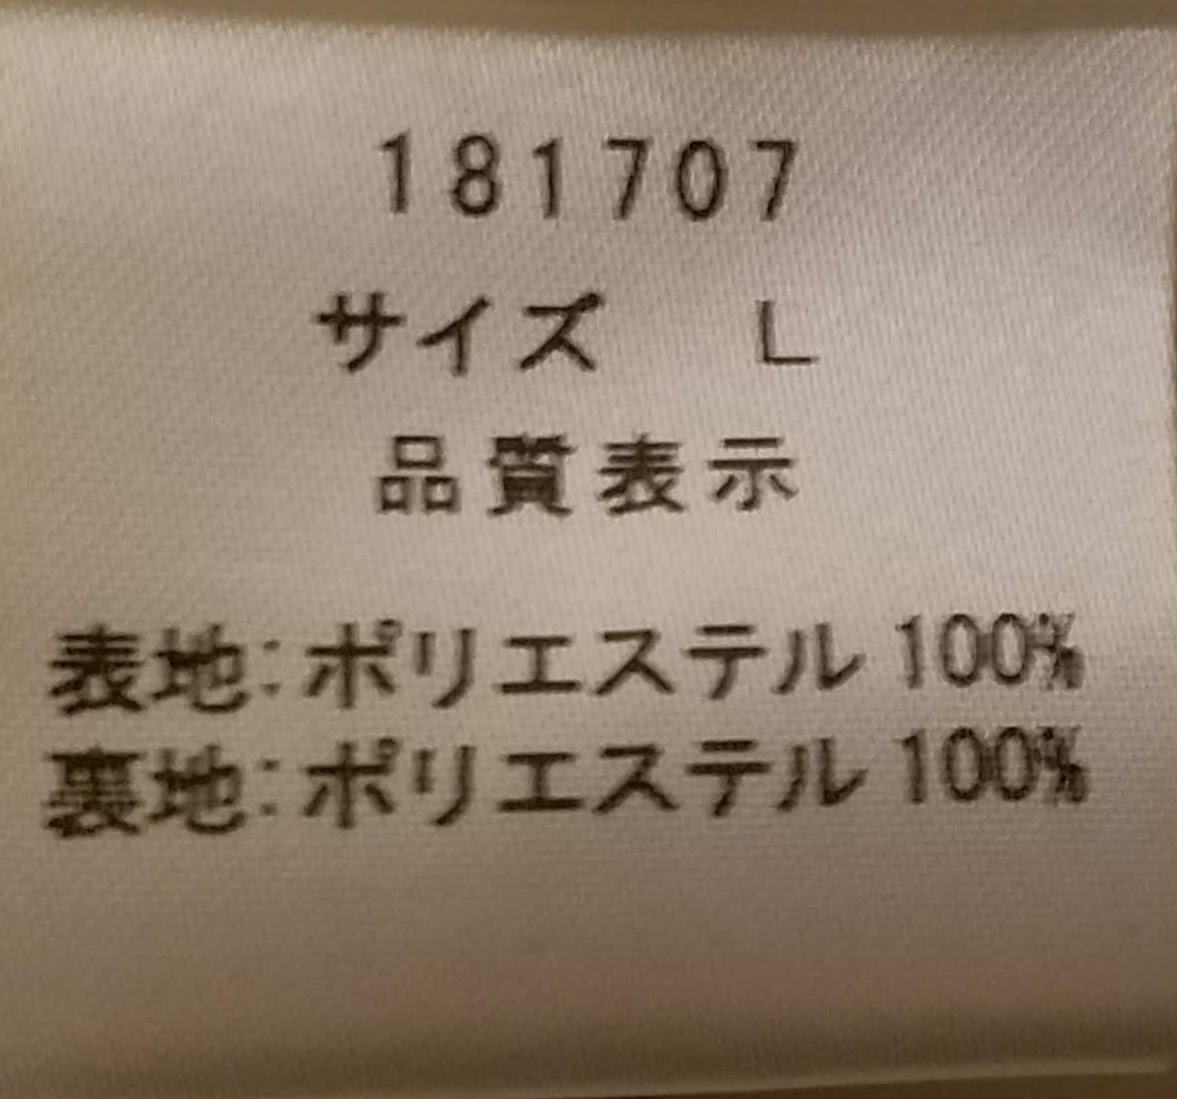 181707
サイズ L
品質表示
表地:ポリエステル 100%
裏地:ポリエステル 100%